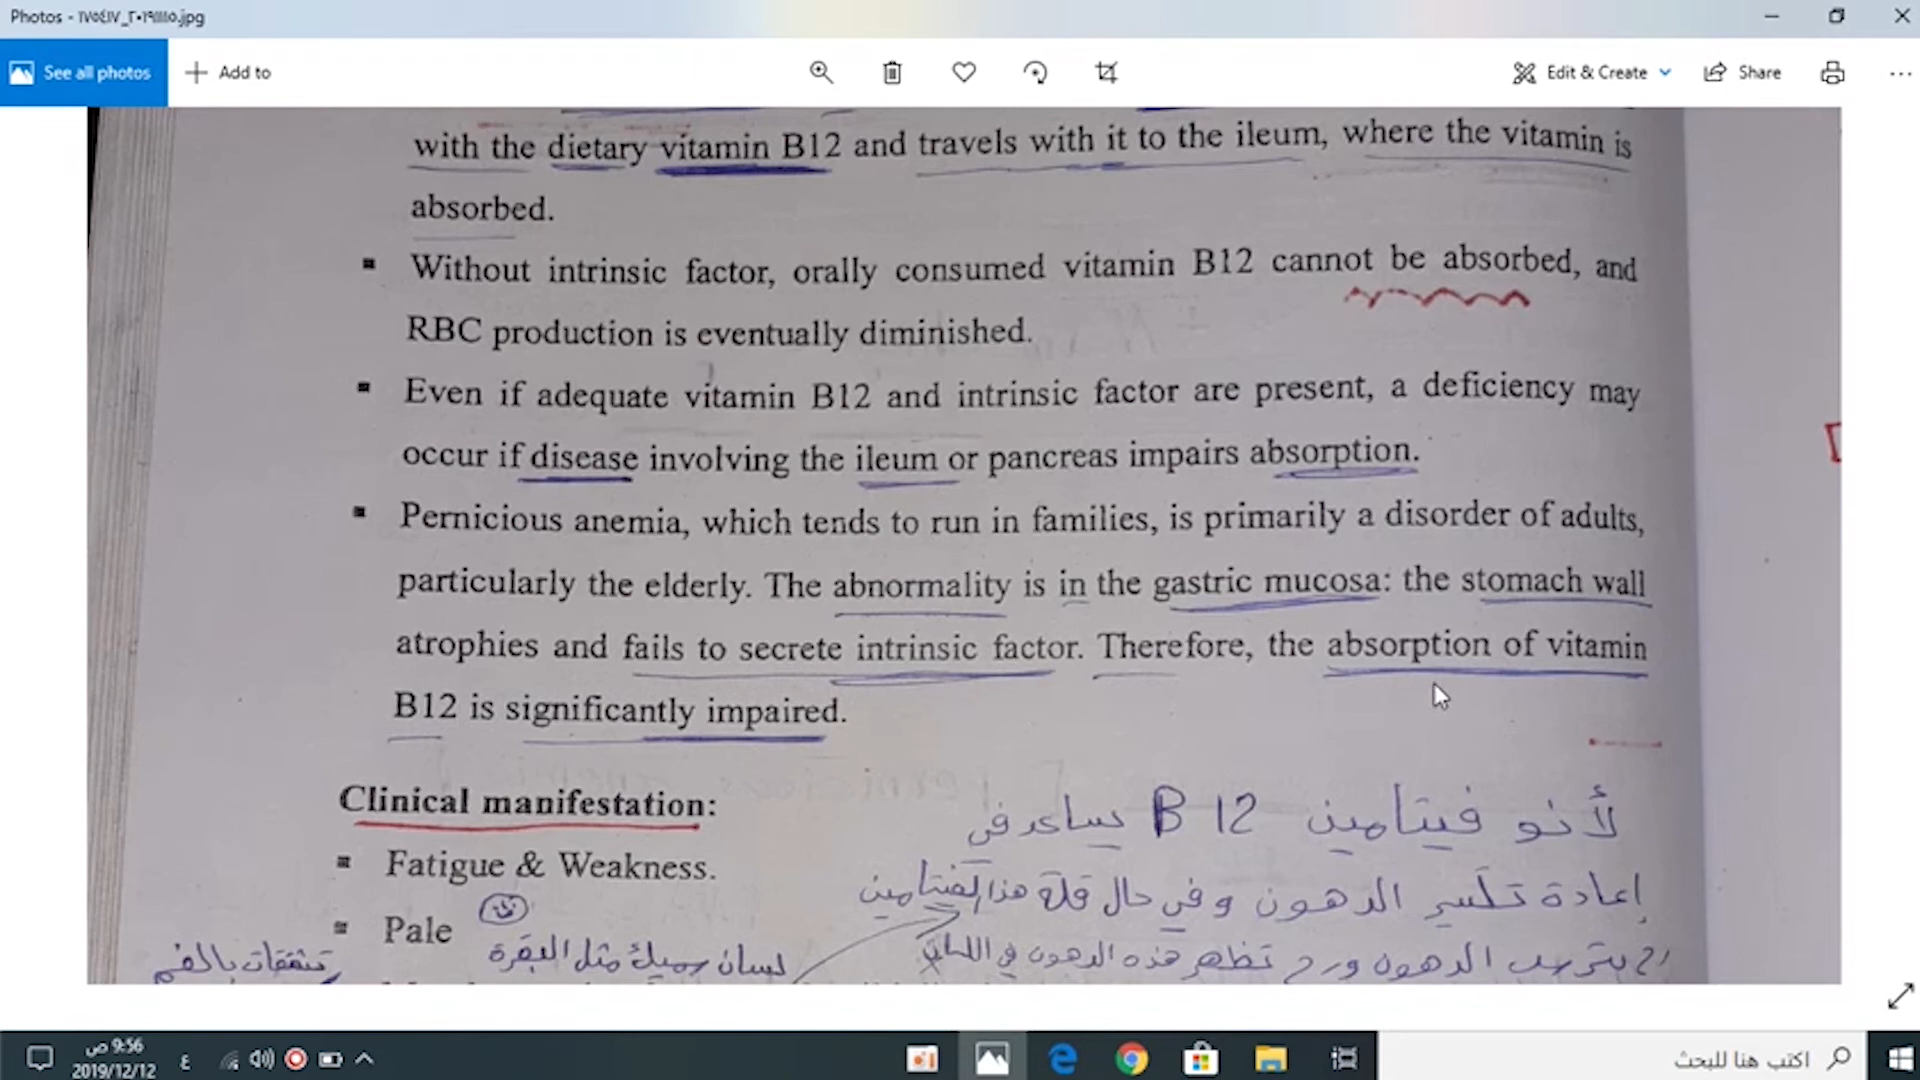 Photos - ٢٠١٩١١١٥_١٧٥٤١٧.jpg
See all photos
Add to
Edit & Create
Share
with the dietary vitamin B12 and travels with it to the ileum, where the vitamin is
absorbed.
▪ Without intrinsic factor, orally consumed vitamin B12 cannot be absorbed, and
RBC production is eventually diminished.
▪ Even if adequate vitamin B12 and intrinsic factor are present, a deficiency may
occur if disease involving the ileum or pancreas impairs absorption.
▪ Pernicious anemia, which tends to run in families, is primarily a disorder of adults,
particularly the elderly. The abnormality is in the gastric mucosa: the stomach wall
atrophies and fails to secrete intrinsic factor. Therefore, the absorption of vitamin
B12 is significantly impaired.
Clinical manifestation:
لأنو فيتامين B 12 يساعد في
▪ Fatigue & Weakness.
إعادة تكسير الدهون وفي حال قلة هذا الفيتامين
▪ Pale
رح يترسب الدهون ورح تظهر هذه الدهون في اللسان
لسان سميك مثل البقرة
تشققات بالفم
9:56 ص
2019/12/12
ع
اكتب هنا للبحث